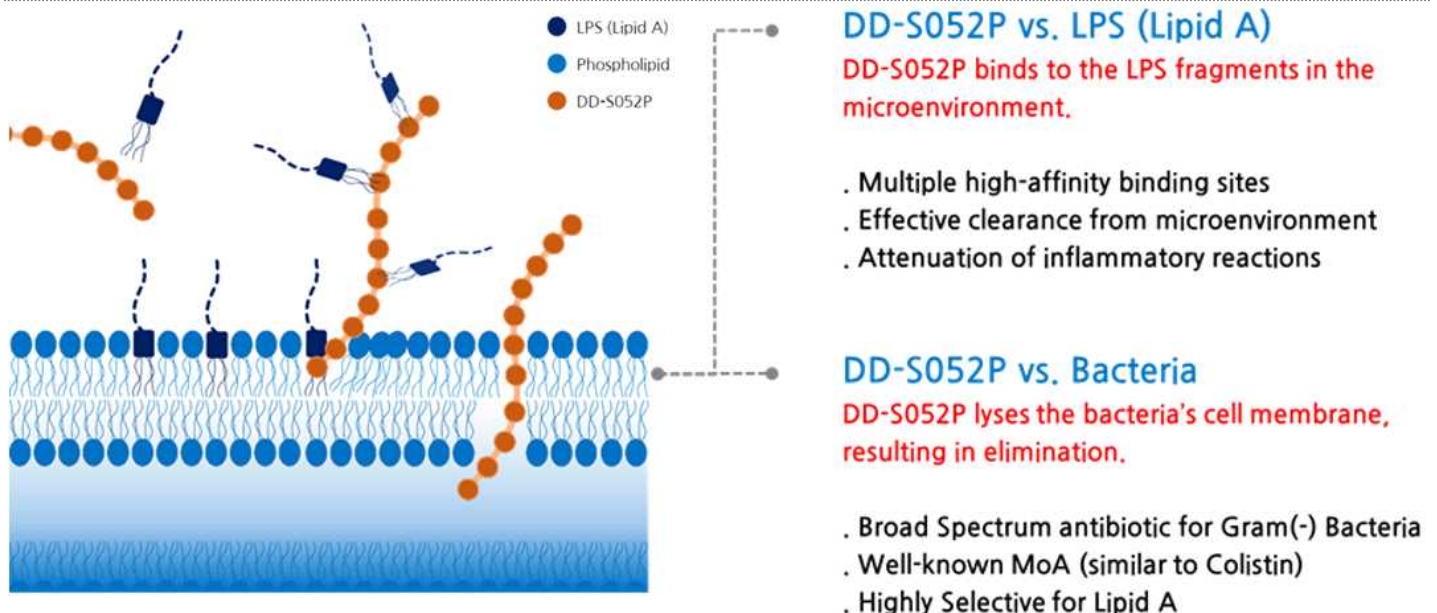 LPS (Lipid A)
Phospholipid
DD-S052P
DD-S052P vs. LPS (Lipid A)
DD-S052P binds to the LPS fragments in the
microenvironment.
. Multiple high-affinity binding sites
. Effective clearance from microenvironment
. Attenuation of inflammatory reactions
DD-S052P vs. Bacteria
DD-S052P lyses the bacteria's cell membrane,
resulting in elimination.
. Broad Spectrum antibiotic for Gram(-) Bacteria
. Well-known MoA (similar to Colistin)
. Highly Selective for Lipid A